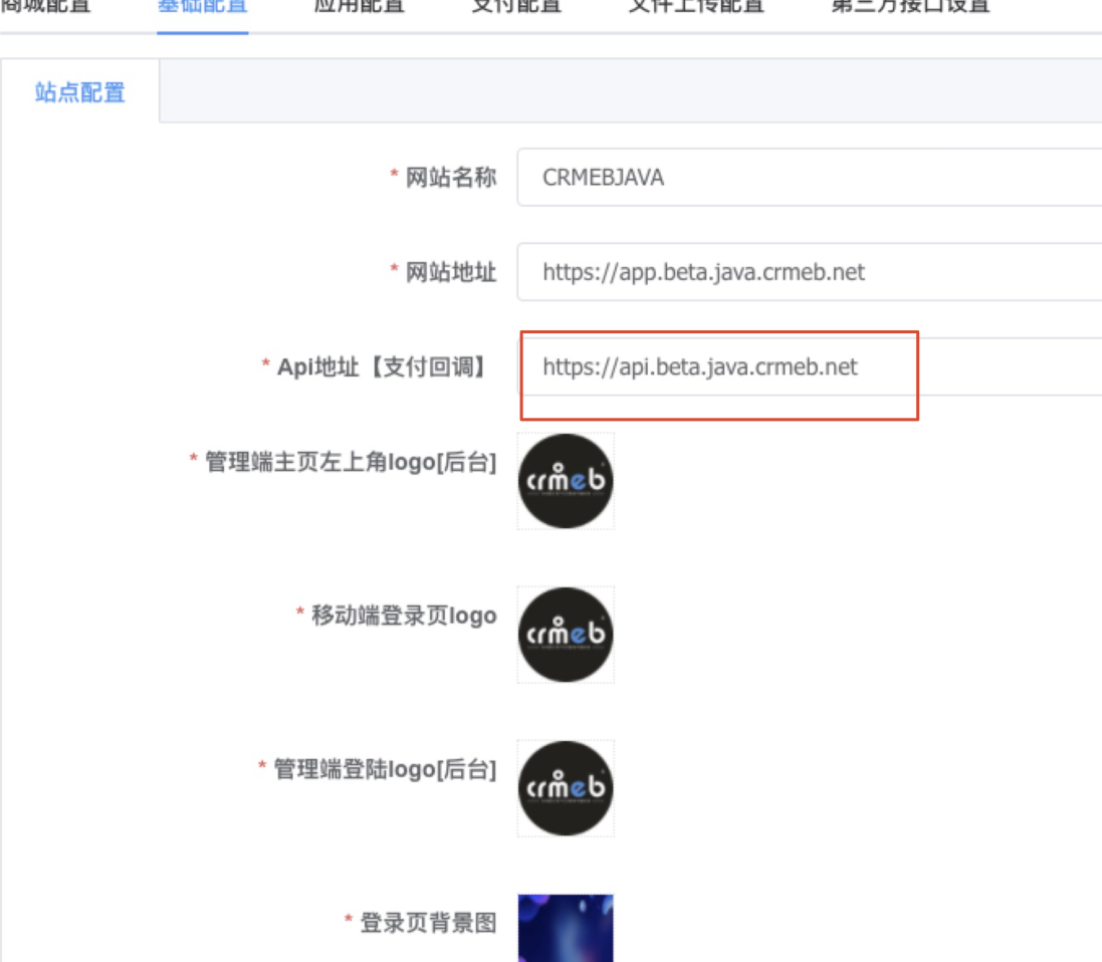 商城配置 基础配置 应用配置 支付配置 文件上传配置 第三方接口设置
站点配置
* 网站名称 CRMEBJAVA
* 网站地址 https://app.beta.java.crmeb.net
* Api地址【支付回调】 https://api.beta.java.crmeb.net
* 管理端主页左上角logo[后台] crmeb
* 移动端登录页logo crmeb
* 管理端登陆logo[后台] crmeb
* 登录页背景图